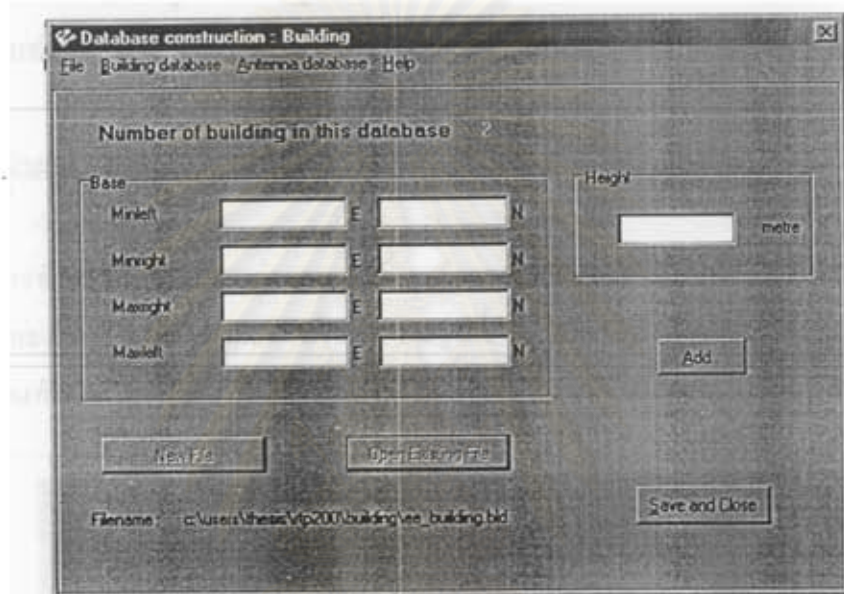 Database construction : Building
File Building database Antenna database Help
Number of building in this database 2
Base
Height
Minleft E N
metre
Minright E N
Maxright E N
Maxleft E N
Add
New File Open Existing File
Save and Close
Filename : c:\users\thesis\vtp200\building\ee_building.bld